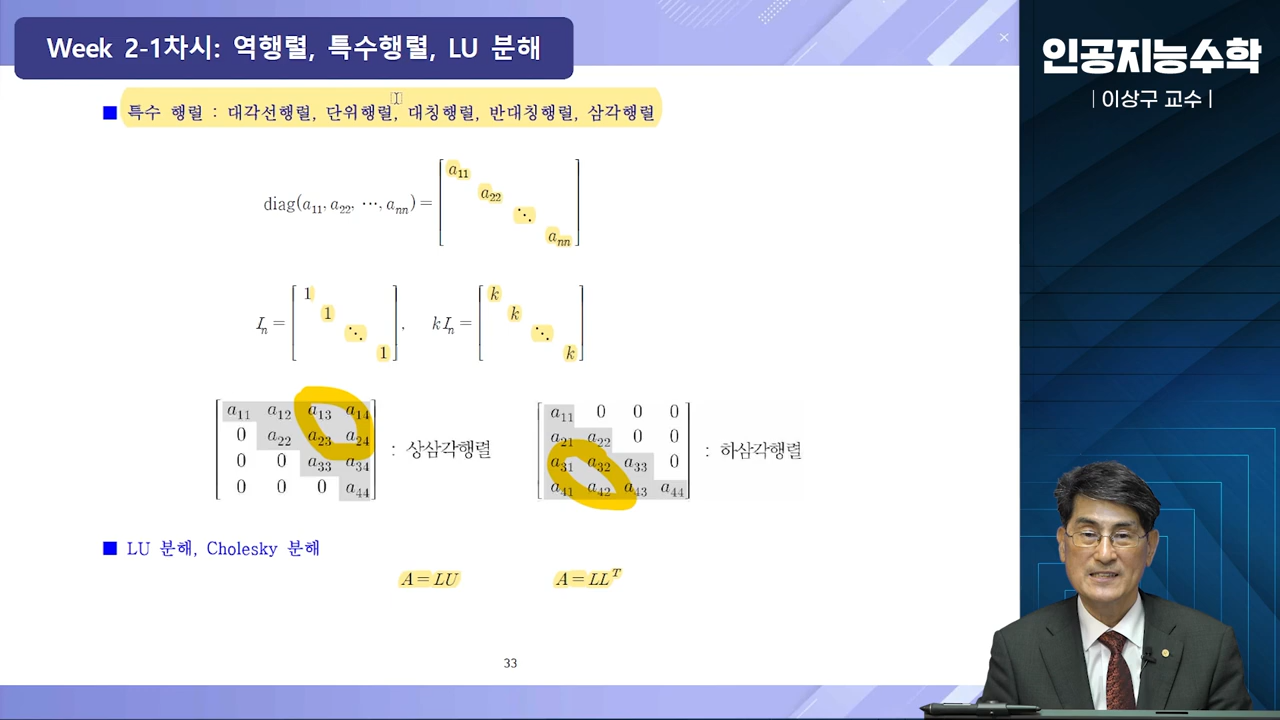 Week 2-1차시: 역행렬, 특수행렬, LU 분해
인공지능수학
| 이상구 교수 |
■ 특수 행렬 : 대각선행렬, 단위행렬, 대칭행렬, 반대칭행렬, 삼각행렬
diag(a₁₁, a₂₂, ⋯, aₙₙ) = [a₁₁ a₂₂ ⋱ aₙₙ]
Iₙ = [1 1 ⋱ 1], k Iₙ = [k k ⋱ k]
a₁₁ a₁₂ a₁₃ a₁₄
0 a₂₂ a₂₃ a₂₄
0 0 a₃₃ a₃₄
0 0 0 a₄₄
: 상삼각행렬
a₁₁ 0 0 0
a₂₁ a₂₂ 0 0
a₃₁ a₃₂ a₃₃ 0
a₄₁ a₄₂ a₄₃ a₄₄
: 하삼각행렬
■ LU 분해, Cholesky 분해
A = LU A = LLᵀ
33